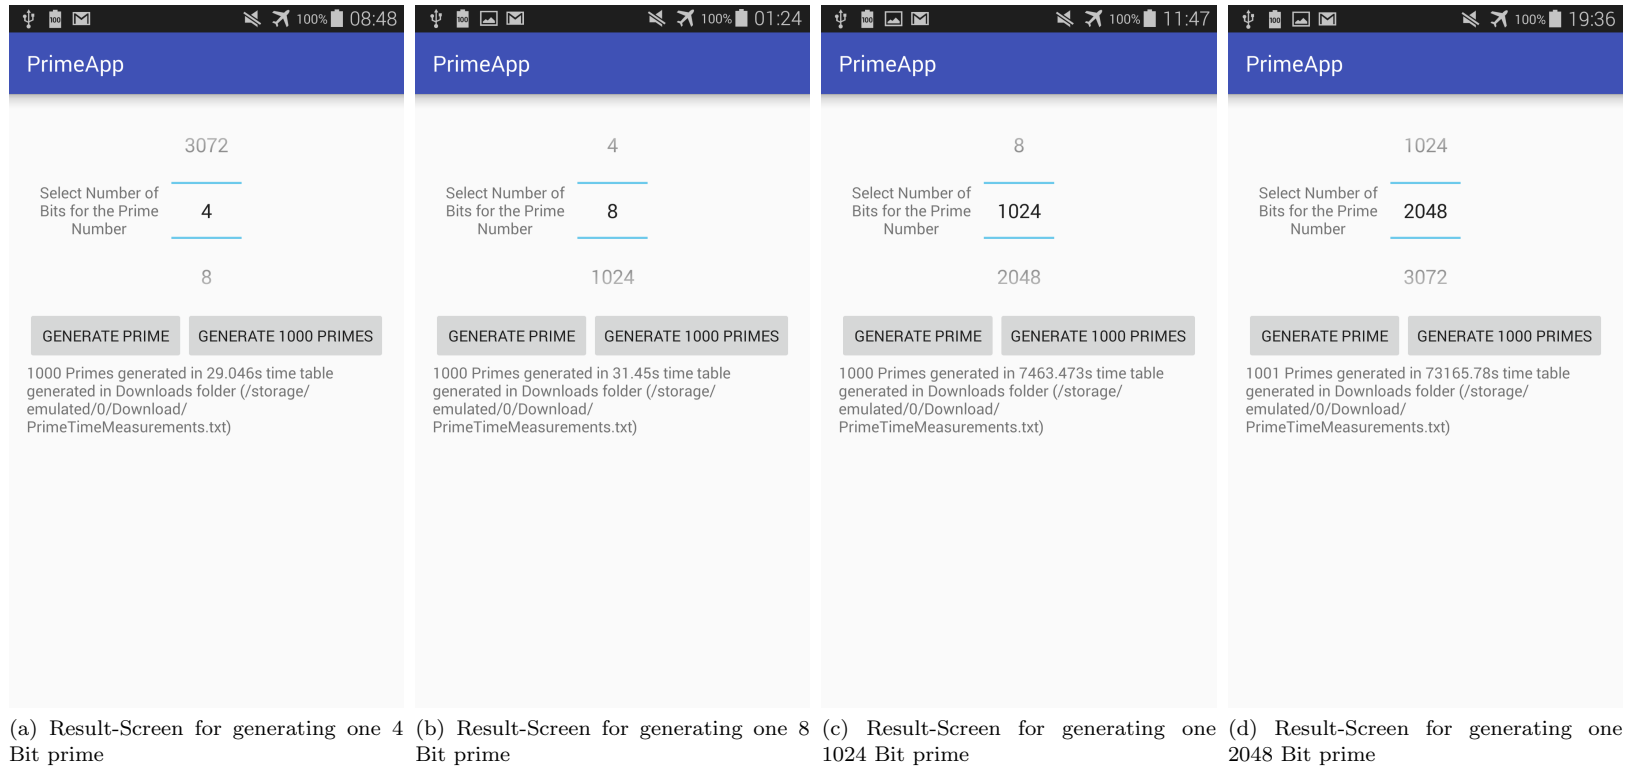 100% 08:48
PrimeApp
3072
Select Number of
Bits for the Prime
Number
4
8
GENERATE PRIME GENERATE 1000 PRIMES
1000 Primes generated in 29.046s time table
generated in Downloads folder (/storage/
emulated/0/Download/
PrimeTimeMeasurements.txt)
(a) Result-Screen for generating one 4
Bit prime
100% 01:24
PrimeApp
4
Select Number of
Bits for the Prime
Number
8
1024
GENERATE PRIME GENERATE 1000 PRIMES
1000 Primes generated in 31.45s time table
generated in Downloads folder (/storage/
emulated/0/Download/
PrimeTimeMeasurements.txt)
(b) Result-Screen for generating one 8
Bit prime
100% 11:47
PrimeApp
8
Select Number of
Bits for the Prime
Number
1024
2048
GENERATE PRIME GENERATE 1000 PRIMES
1000 Primes generated in 7463.473s time table
generated in Downloads folder (/storage/
emulated/0/Download/
PrimeTimeMeasurements.txt)
(c) Result-Screen for generating one
1024 Bit prime
100% 19:36
PrimeApp
1024
Select Number of
Bits for the Prime
Number
2048
3072
GENERATE PRIME GENERATE 1000 PRIMES
1001 Primes generated in 73165.78s time table
generated in Downloads folder (/storage/
emulated/0/Download/
PrimeTimeMeasurements.txt)
(d) Result-Screen for generating one
2048 Bit prime